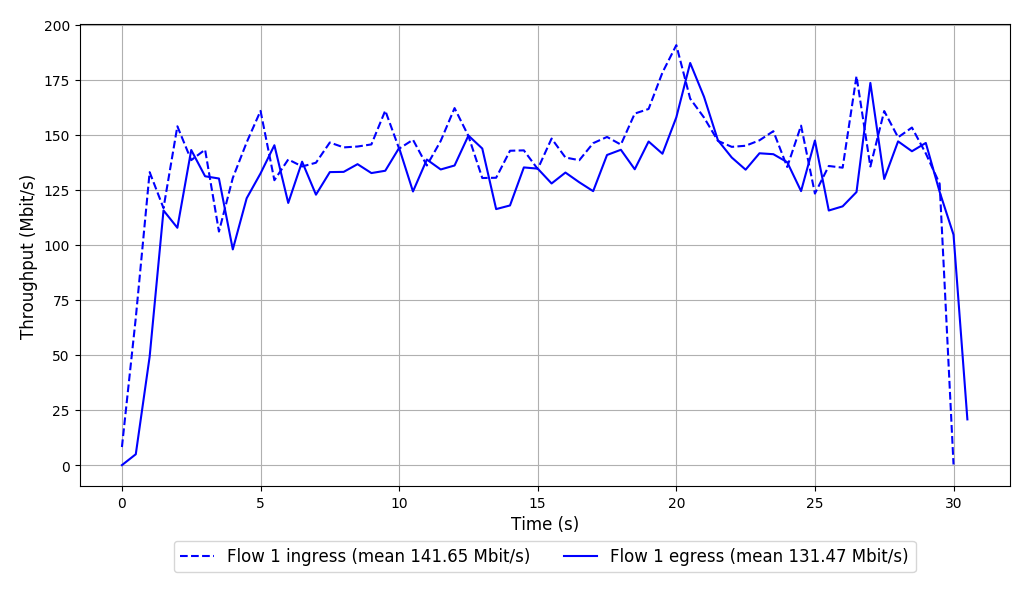 200
175
150
125
100
75
50
25
0
Throughput (Mbit/s)
0 5 10 15 20 25 30
Time (s)
Flow 1 ingress (mean 141.65 Mbit/s) Flow 1 egress (mean 131.47 Mbit/s)